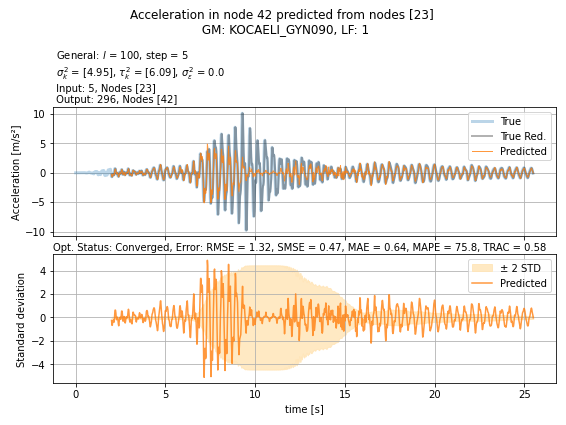 Acceleration in node 42 predicted from nodes [23]
GM: KOCAELI_GYN090, LF: 1
General: l = 100, step = 5
σ²ₖ = [4.95], τ²ₖ = [6.09], σ²ₑ = 0.0
Input: 5, Nodes [23]
Output: 296, Nodes [42]
Acceleration [m/s²]
10
5
0
−5
−10
True
True Red.
Predicted
Opt. Status: Converged, Error: RMSE = 1.32, SMSE = 0.47, MAE = 0.64, MAPE = 75.8, TRAC = 0.58
Standard deviation
4
2
0
−2
−4
± 2 STD
Predicted
0 5 10 15 20 25
time [s]